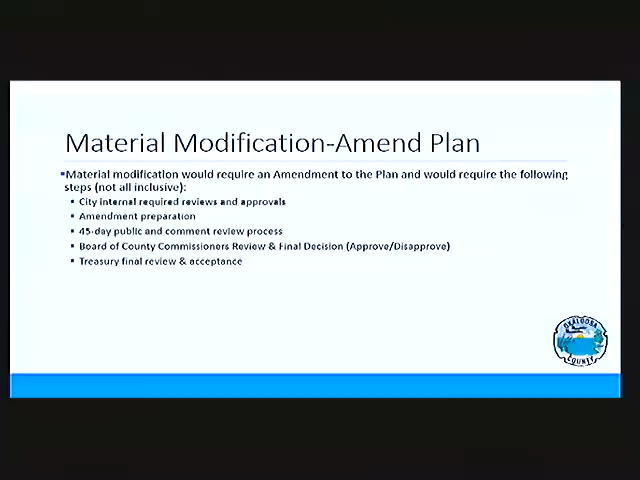 Material Modification-Amend Plan
▪Material modification would require an Amendment to the Plan and would require the following
steps (not all inclusive):
▪ City internal required reviews and approvals
▪ Amendment preparation
▪ 45-day public and comment review process
▪ Board of County Commissioners Review & Final Decision (Approve/Disapprove)
▪ Treasury final review & acceptance
OKALOOSA
COUNTY